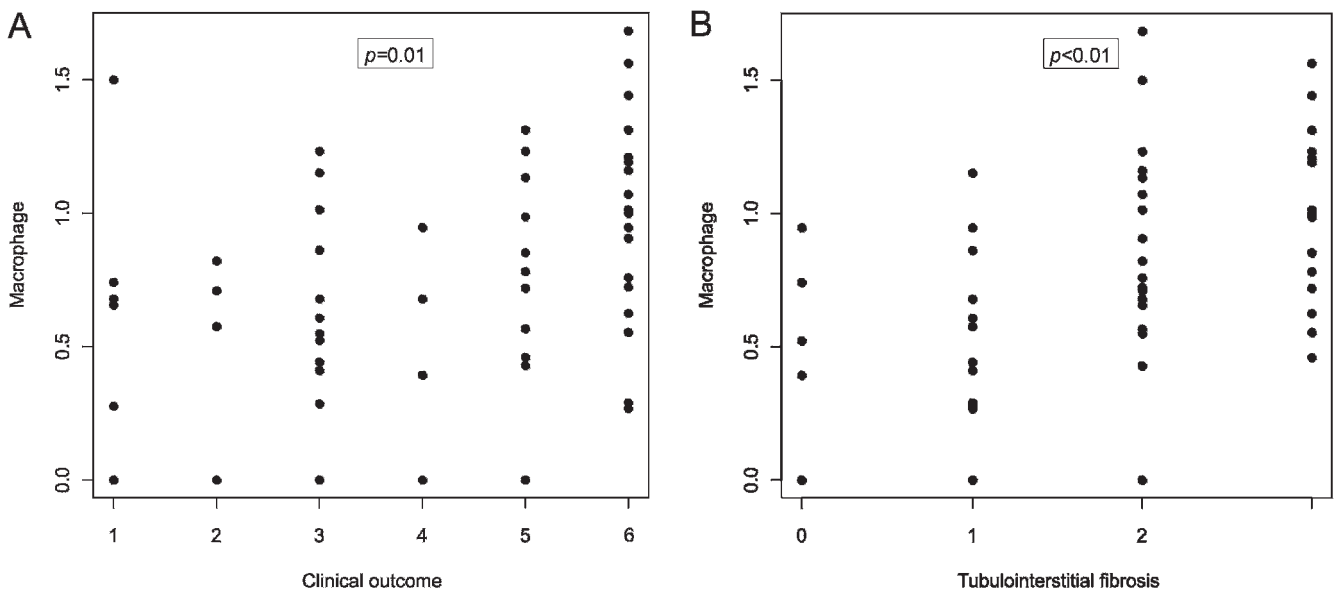 A
p=0.01
Macrophage
1.5
1.0
0.5
0.0
1 2 3 4 5 6
Clinical outcome
B
p<0.01
Macrophage
1.5
1.0
0.5
0.0
0 1 2
Tubulointerstitial fibrosis